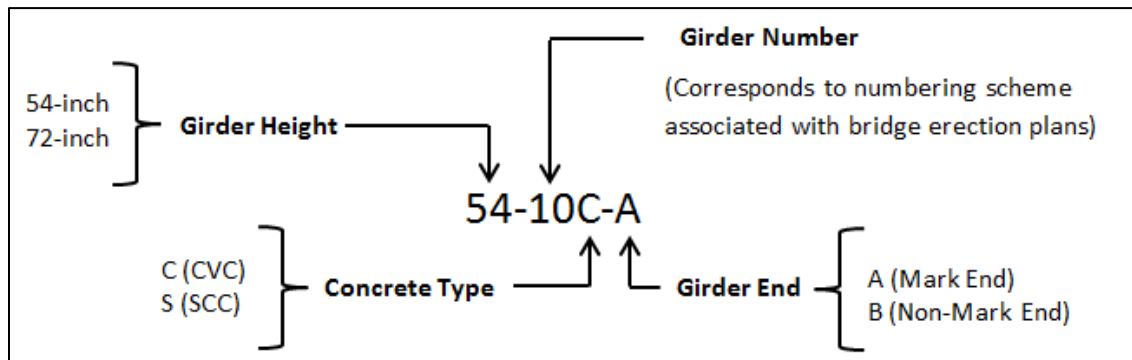 Girder Number
(Corresponds to numbering scheme
associated with bridge erection plans)
54-inch
72-inch
Girder Height
54-10C-A
C (CVC)
S (SCC)
Concrete Type
Girder End
A (Mark End)
B (Non-Mark End)